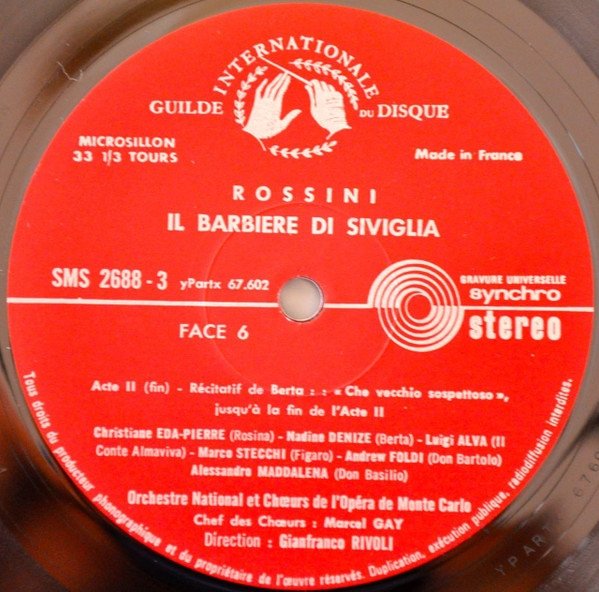 INTERNATIONALE
GUILDE DU DISQUE
MICROSILLON
33 1/3 TOURS
Made in France
ROSSINI
IL BARBIERE DI SIVIGLIA
SMS 2688-3 yPartx 67.602
GRAVURE UNIVERSELLE
synchro
stereo
FACE 6
Acte II (fin) - Récitatif de Berta : : « Che vecchio sospettoso »,
jusqu'à la fin de l'Acte II
Christiane EDA-PIERRE (Rosina) - Nadine DENIZE (Berta) - Luigi ALVA (Il
Conte Almaviva) - Marco STECCHI (Figaro) - Andrew FOLDI (Don Bartolo)
Alessandro MADDALENA (Don Basilio)
Orchestre National et Chœurs de l'Opéra de Monte Carlo
Chef des Chœurs : Marcel GAY
Direction : Gianfranco RIVOLI
Tous droits du producteur phonographique et du propriétaire de l'œuvre réservés. Duplication, exécution publique, radiodiffusion interdites.